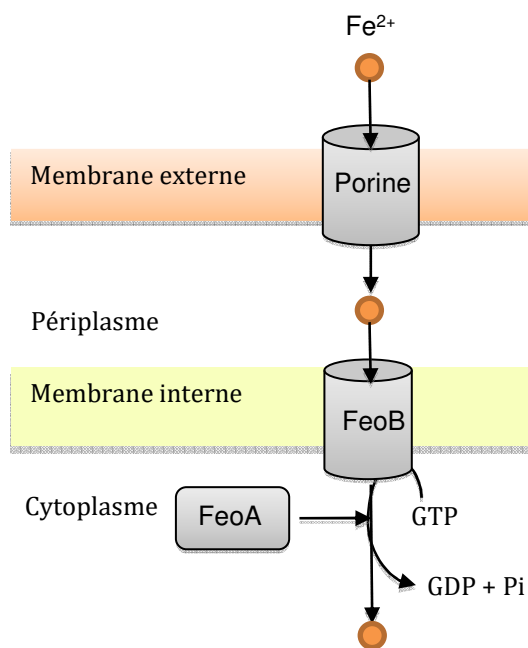 Fe²⁺
Membrane externe
Porine
Périplasme
Membrane interne
FeoB
Cytoplasme
FeoA
GTP
GDP + Pi